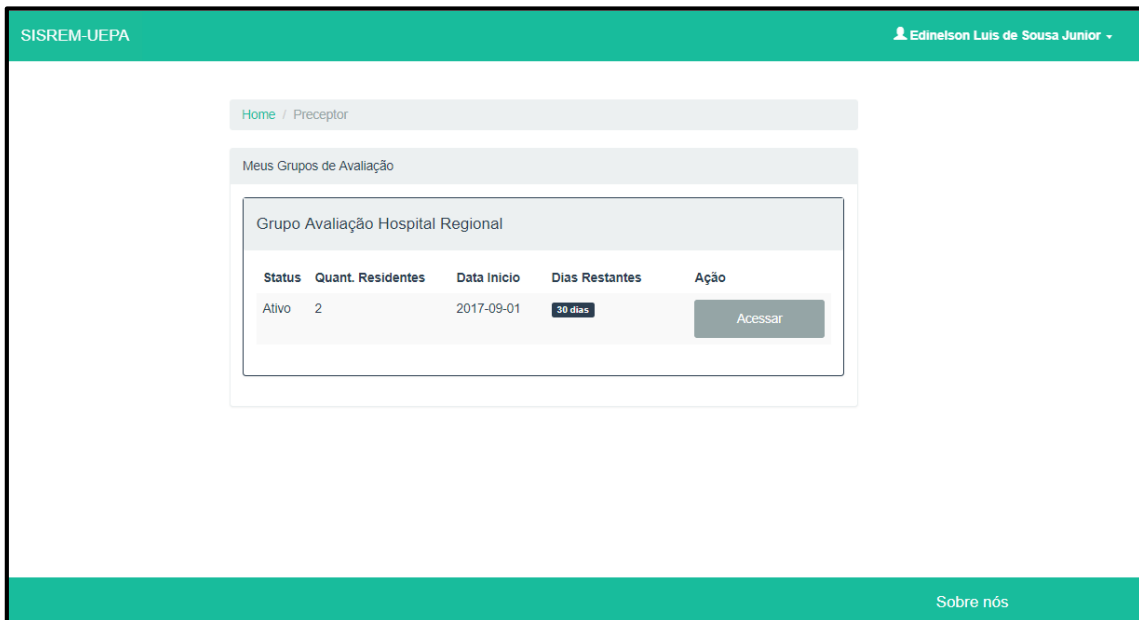 SISREM-UEPA Edinelson Luis de Sousa Junior
Home / Preceptor
Meus Grupos de Avaliação
Grupo Avaliação Hospital Regional
Status Quant. Residentes Data Inicio Dias Restantes Ação
Ativo 2 2017-09-01 30 dias Acessar
Sobre nós